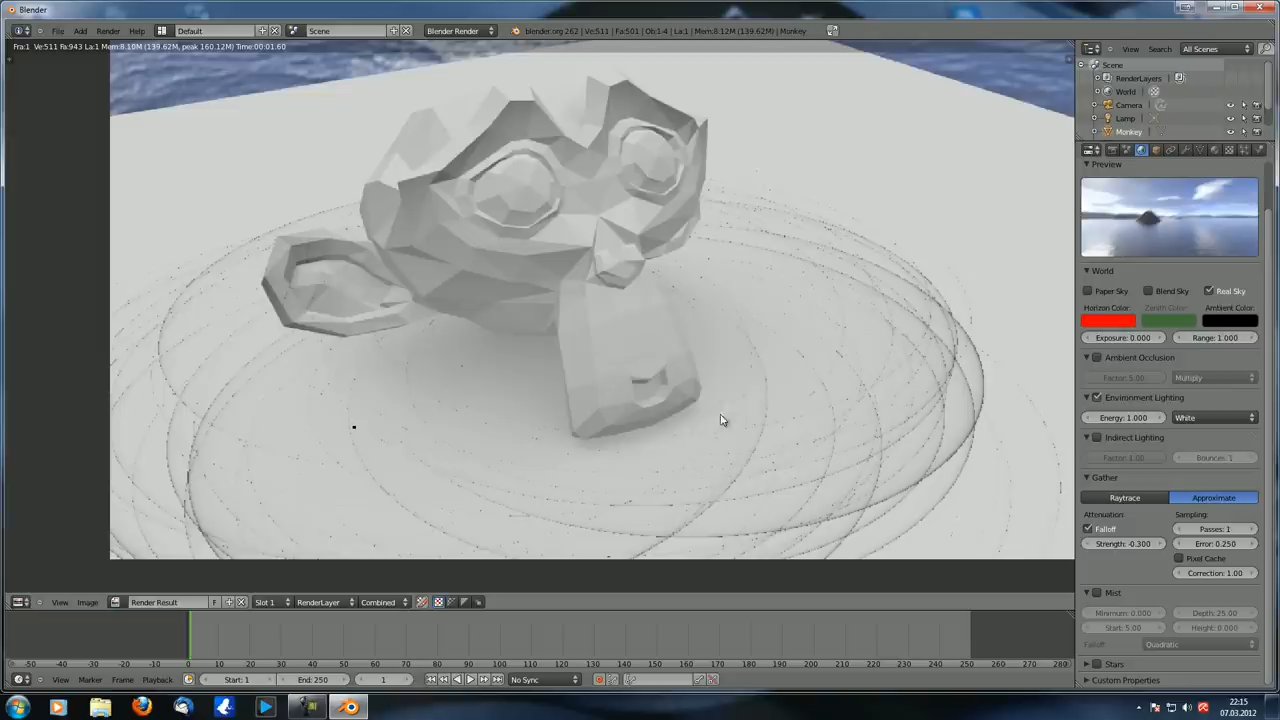 Blender
File Add Render Help Default Scene Blender Render blender.org 262 | Ve:511 | Fa:501 | Ob:1-4 | La:1 | Mem:8.12M (139.62M) | Monkey
Fra:1 Ve:511 Fa:943 La:1 Mem:8.10M (139.62M, peak 160.12M) Time:00:01.60
View Search All Scenes
Scene
RenderLayers
World
Camera
Lamp
Monkey
Preview
World
Paper Sky Blend Sky Real Sky
Horizon Color: Zenith Color: Ambient Color:
Exposure: 0.000 Range: 1.000
Ambient Occlusion
Factor: 5.00 Multiply
Environment Lighting
Energy: 1.000 White
Indirect Lighting
Factor: 1.00 Bounces: 1
Gather
Raytrace Approximate
Attenuation: Sampling:
Falloff Passes: 1
Strength: -0.300 Error: 0.250
Pixel Cache
Correction: 1.00
Mist
Minimum: 0.000 Depth: 25.00
Start: 5.00 Height: 0.000
Falloff Quadratic
Stars
Custom Properties
View Image Render Result F Slot 1 RenderLayer Combined
-50 -40 -30 -20 -10 0 10 20 30 40 50 60 70 80 90 100 110 120 130 140 150 160 170 180 190 200 210 220 230 240 250 260 270 280
View Marker Frame Playback Start: 1 End: 250 1 No Sync
22:15
07.03.2012